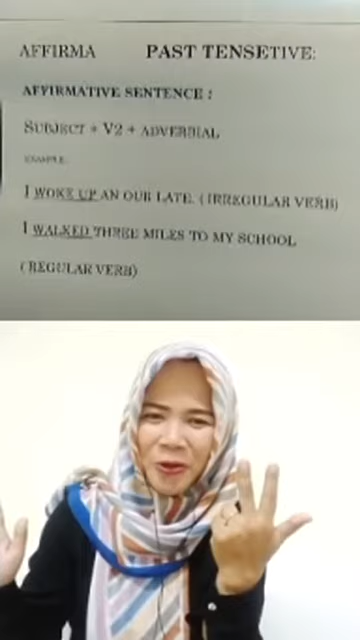 AFFIRMA PAST TENSETIVE:
AFFIRMATIVE SENTENCE :
SUBJECT + V2 + ADVERBIAL
EXAMPLE:
I WOKE UP AN OUR LATE. ( IRREGULAR VERB)
I WALKED THREE MILES TO MY SCHOOL
( REGULAR VERB)